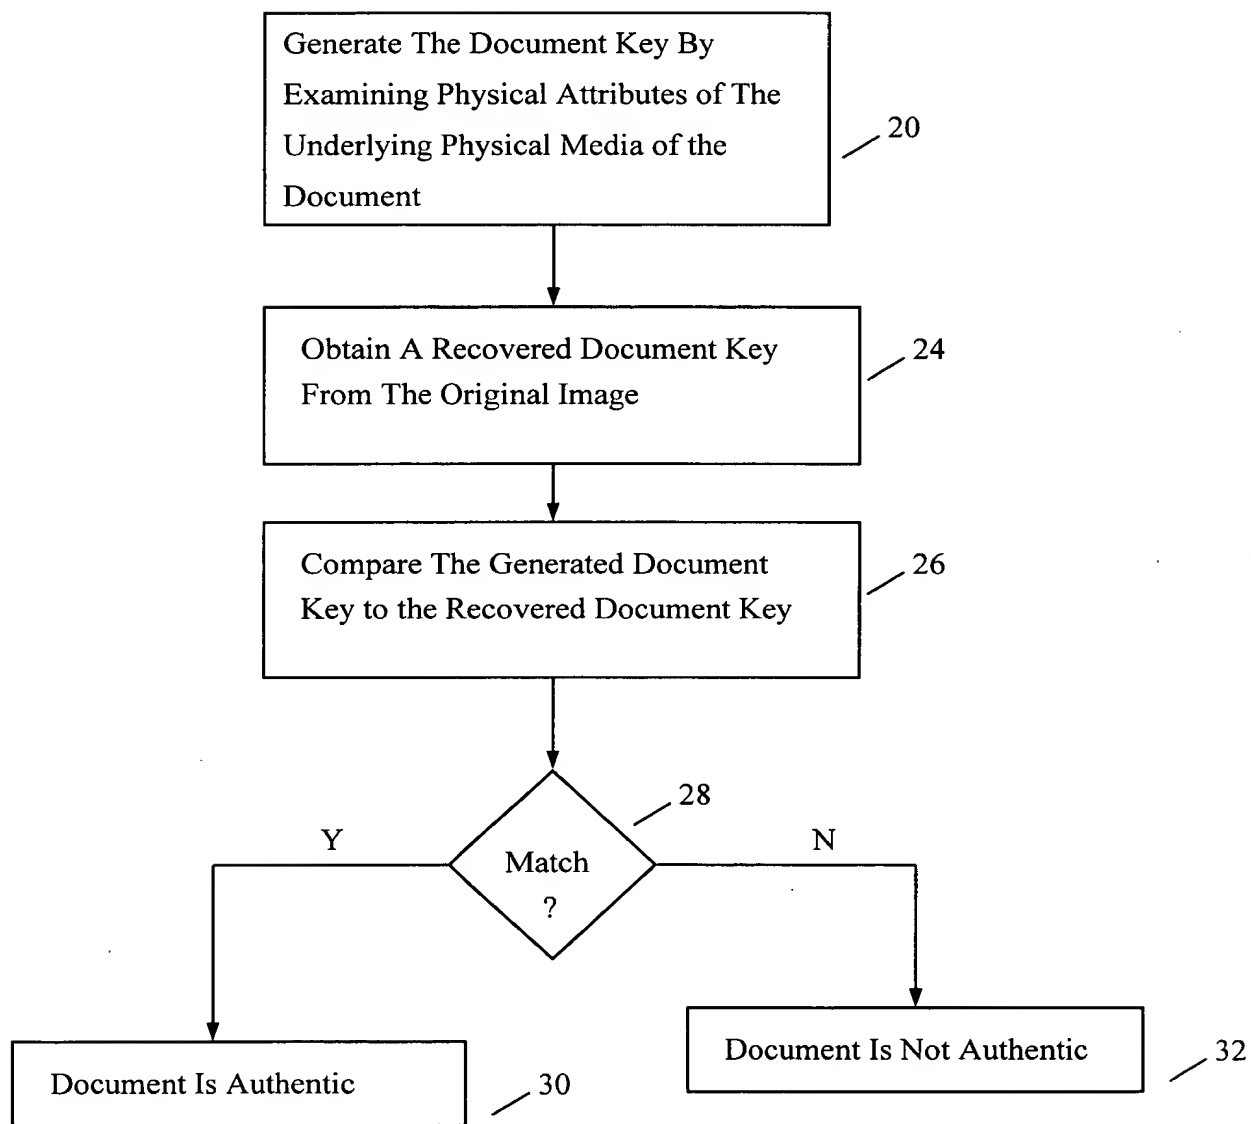 Generate The Document Key By
Examining Physical Attributes of The
Underlying Physical Media of the
Document
20
Obtain A Recovered Document Key
From The Original Image
24
Compare The Generated Document
Key to the Recovered Document Key
26
28
Y
N
Match
?
Document Is Authentic
30
Document Is Not Authentic
32